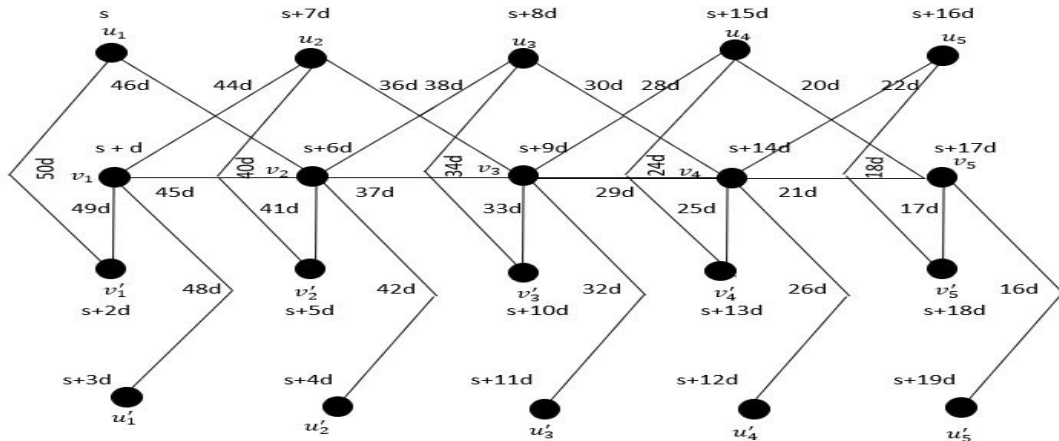 s s+7d s+8d s+15d s+16d
u₁ u₂ u₃ u₄ u₅
46d 44d 36d 38d 30d 28d 20d 22d
s + d s+6d s+9d s+14d s+17d
50d 40d 34d 24d 18d
v₁ v₂ v₃ v₄ v₅
45d 37d 29d 21d
49d 41d 33d 25d 17d
v′₁ 48d v′₂ 42d v′₃ 32d v′₄ 26d v′₅ 16d
s+2d s+5d s+10d s+13d s+18d
s+3d s+4d s+11d s+12d s+19d
u′₁ u′₂ u′₃ u′₄ u′₅